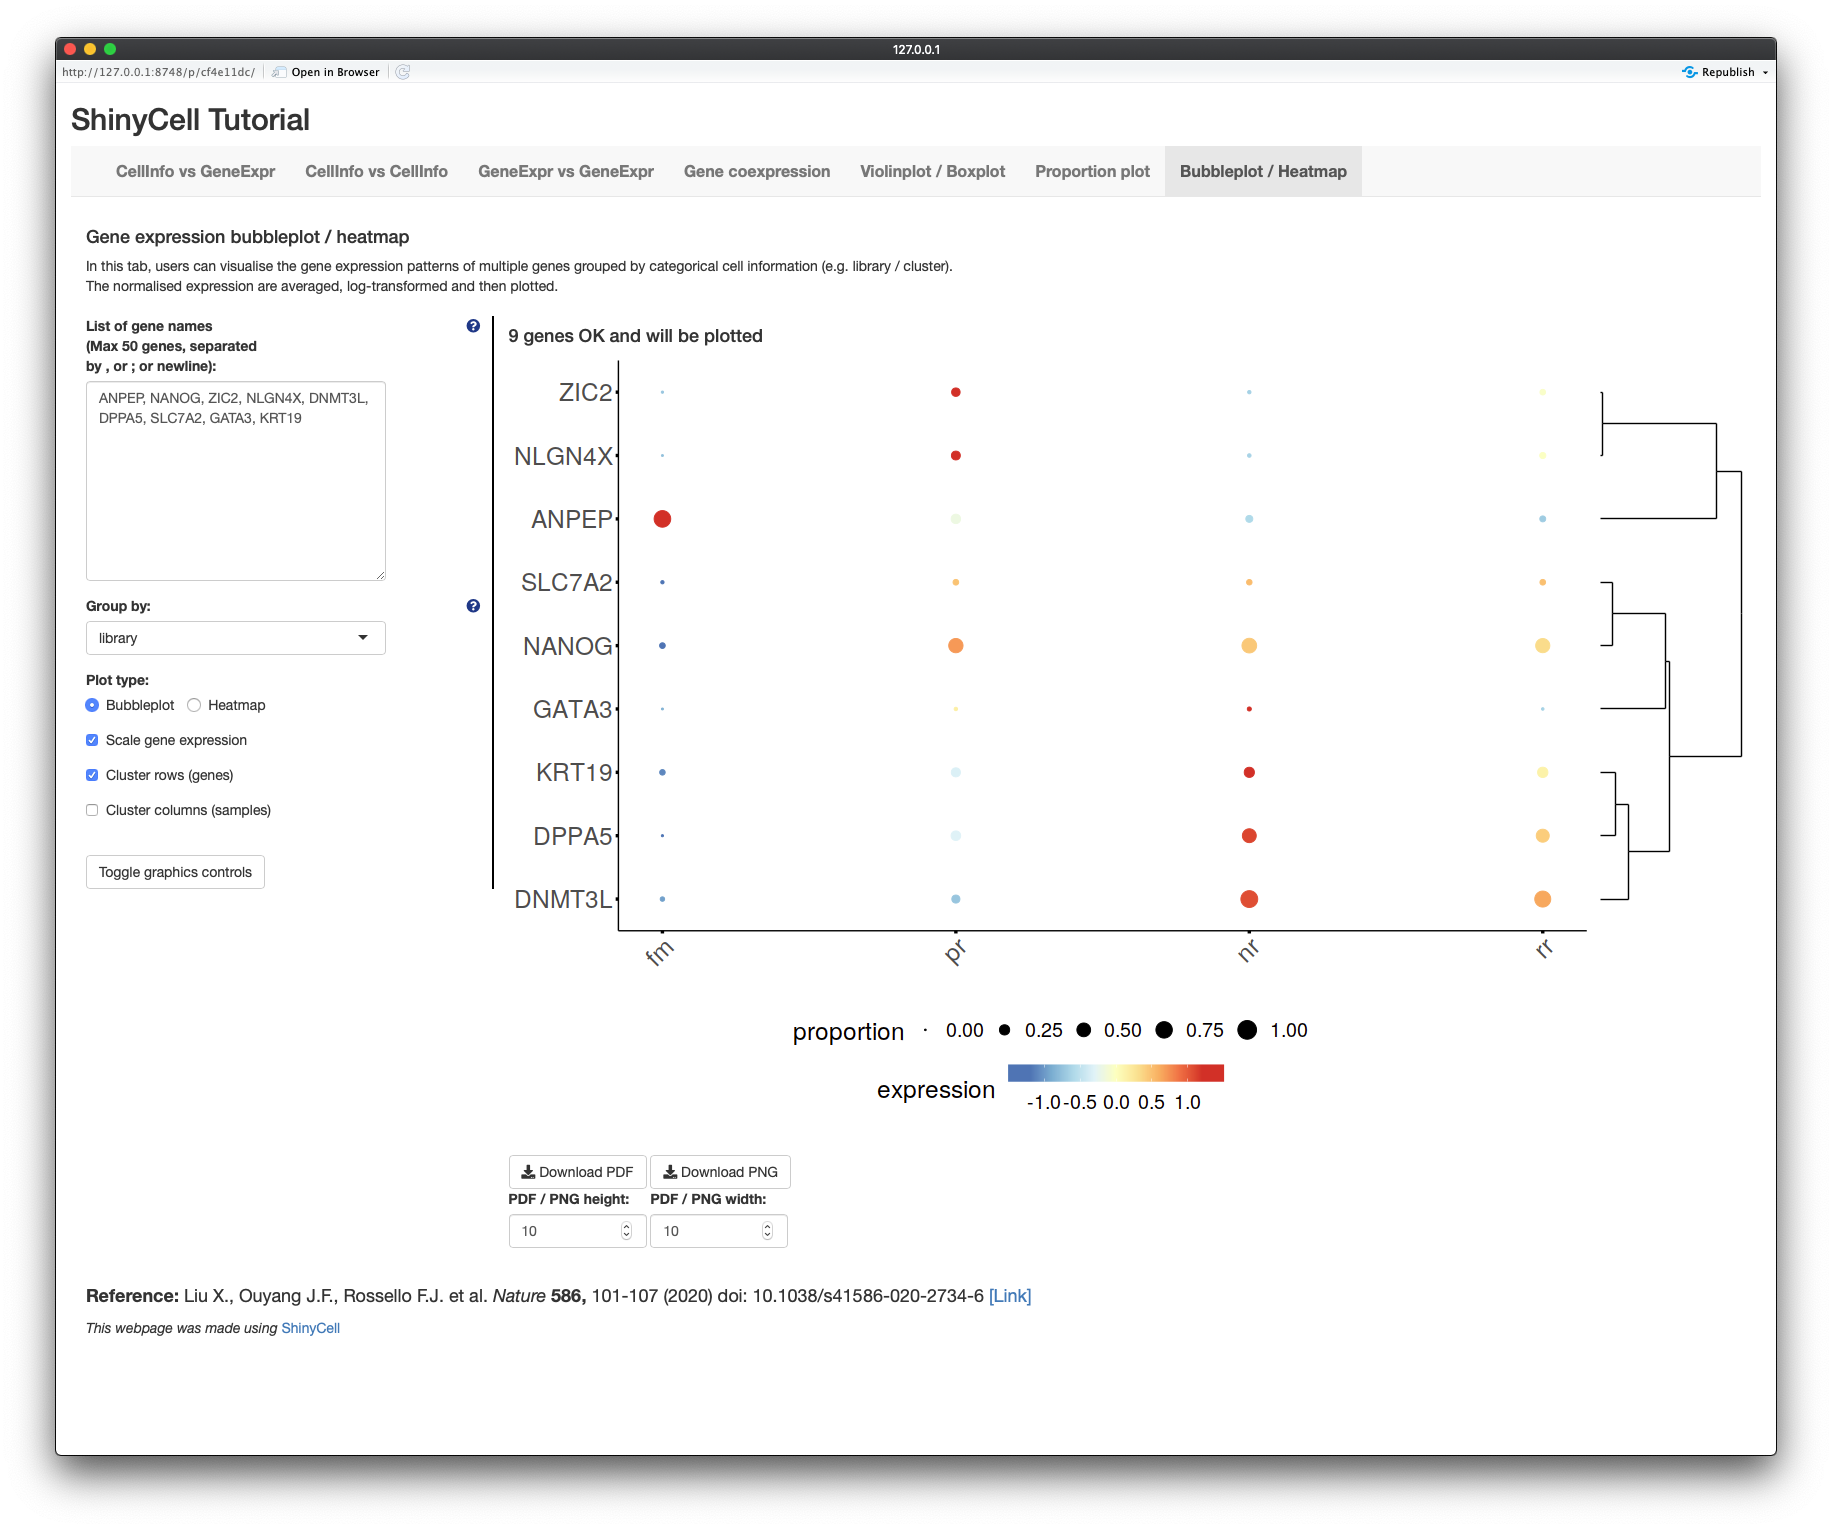 127.0.0.1
http://127.0.0.1:8748/p/cf4e11dc/ Open in Browser Republish
ShinyCell Tutorial
CellInfo vs GeneExpr CellInfo vs CellInfo GeneExpr vs GeneExpr Gene coexpression Violinplot / Boxplot Proportion plot Bubbleplot / Heatmap
Gene expression bubbleplot / heatmap
In this tab, users can visualise the gene expression patterns of multiple genes grouped by categorical cell information (e.g. library / cluster).
The normalised expression are averaged, log-transformed and then plotted.
List of gene names
(Max 50 genes, separated
by , or ; or newline):
ANPEP, NANOG, ZIC2, NLGN4X, DNMT3L,
DPPA5, SLC7A2, GATA3, KRT19
Group by:
library
Plot type:
Bubbleplot Heatmap
Scale gene expression
Cluster rows (genes)
Cluster columns (samples)
Toggle graphics controls
9 genes OK and will be plotted
ZIC2
NLGN4X
ANPEP
SLC7A2
NANOG
GATA3
KRT19
DPPA5
DNMT3L
fm pr nr rr
proportion 0.00 0.25 0.50 0.75 1.00
expression
-1.0 -0.5 0.0 0.5 1.0
Download PDF Download PNG
PDF / PNG height: PDF / PNG width:
10 10
Reference: Liu X., Ouyang J.F., Rossello F.J. et al. Nature 586, 101-107 (2020) doi: 10.1038/s41586-020-2734-6 [Link]
This webpage was made using ShinyCell